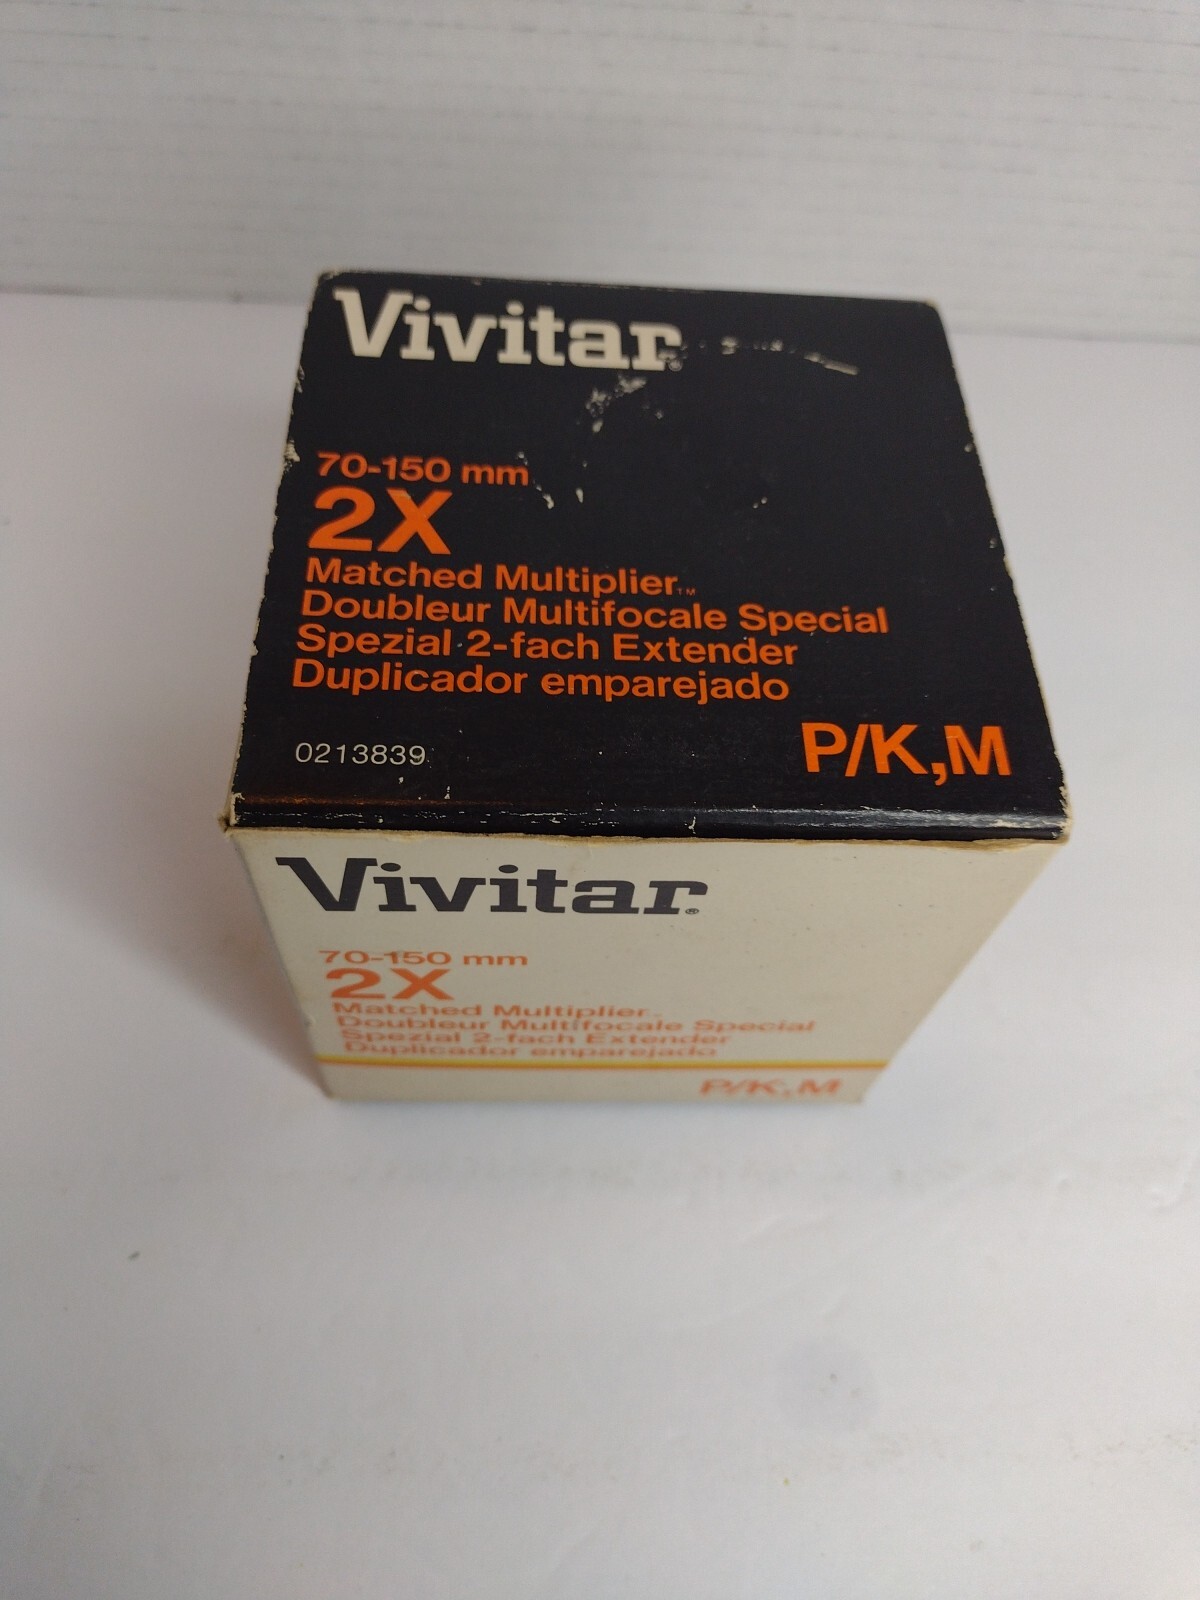 Vivitar®
70-150 mm
2X
Matched Multiplier™
Doubleur Multifocale Special
Spezial 2-fach Extender
Duplicador emparejado
0213839
P/K,M
Vivitar®
70-150 mm
2X
Matched Multiplier™
Doubleur Multifocale Special
Spezial 2-fach Extender
Duplicador emparejado
P/K,M